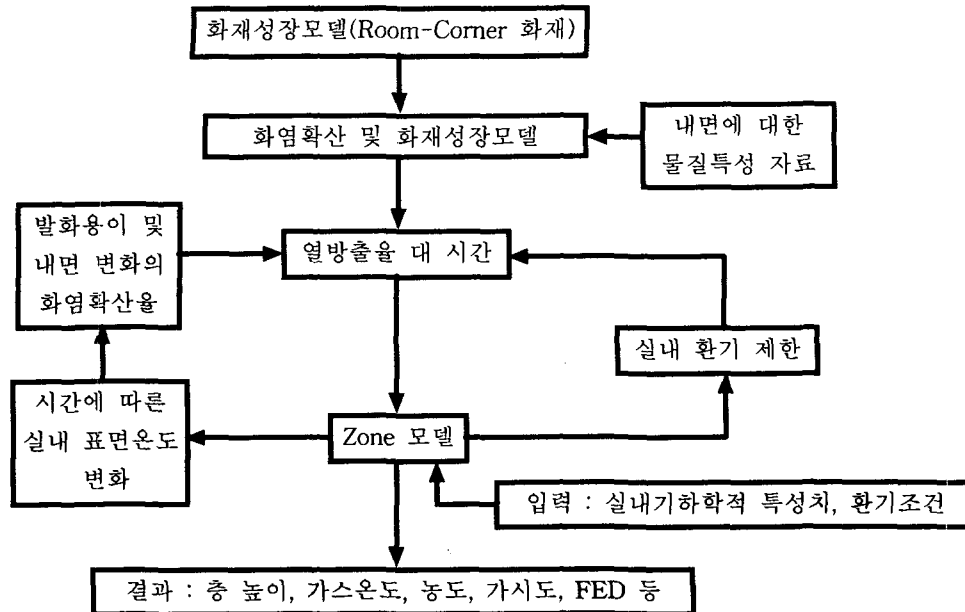 화재성장모델(Room-Corner 화재)
화염확산 및 화재성장모델
내면에 대한
물질특성 자료
발화용이 및
내면 변화의
화염확산율
열방출율 대 시간
실내 환기 제한
시간에 따른
실내 표면온도
변화
Zone 모델
입력 : 실내기하학적 특성치, 환기조건
결과 : 층 높이, 가스온도, 농도, 가시도, FED 등